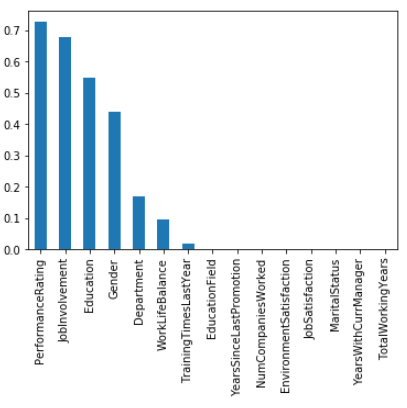 0.7
0.6
0.5
0.4
0.3
0.2
0.1
0.0
PerformanceRating
JobInvolvement
Education
Gender
Department
WorkLifeBalance
TrainingTimesLastYear
EducationField
YearsSinceLastPromotion
NumCompaniesWorked
EnvironmentSatisfaction
JobSatisfaction
MaritalStatus
YearsWithCurrManager
TotalWorkingYears